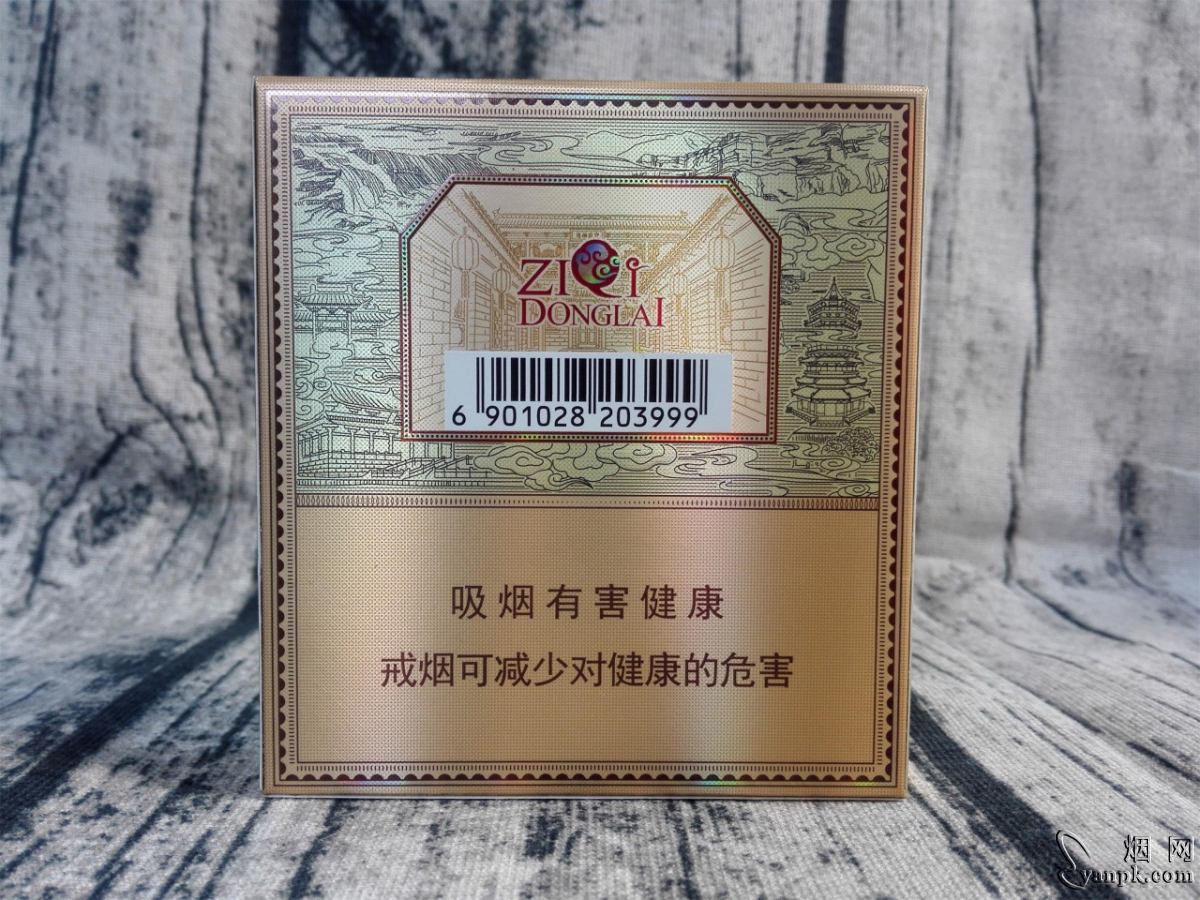 ZIQI
DONGLAI
6 901028 203999
吸烟有害健康
戒烟可减少对健康的危害
烟网
yanpk.com